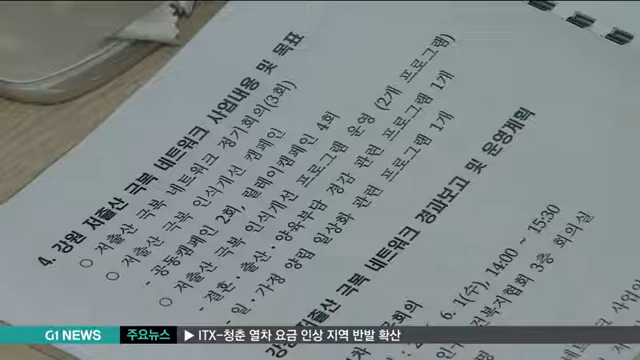 4. 강원 저출산 극복 네트워크 사업내용 및 목표
○ 저출산 극복 네트워크 정기회의(3회)
○ 저출산 극복 인식개선 캠페인
- 공동캠페인 2회, 릴레이캠페인 4회
○ 저출산 극복 인식개선 프로그램 운영 (2개 프로그램)
- 결혼·출산·양육부담 경감 관련 프로그램 1개
- 일·가정 양립 일상화 관련 프로그램 1개
강원 저출산 극복 네트워크 경과보고 및 운영계획
6. 1(수), 14:00 ~ 15:30
3층 회의실
G1 NEWS 주요뉴스 ▶ ITX-청춘 열차 요금 인상 지역 반발 확산